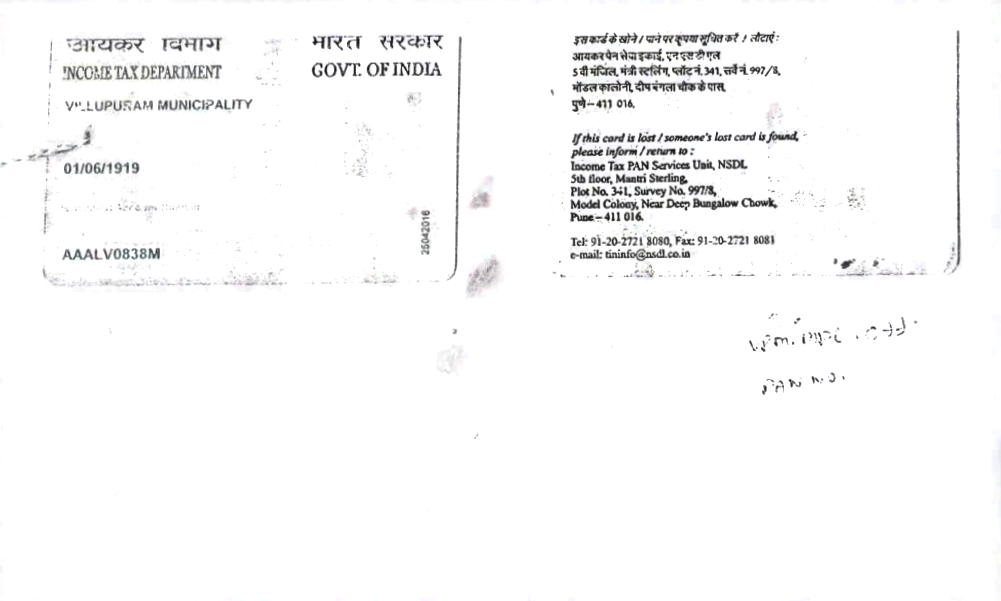 आयकर विभाग
भारत सरकार
INCOME TAX DEPARTMENT
GOVT. OF INDIA
VILLUPURAM MUNICIPALITY
01/06/1919
25042016
AAALV0838M
इस कार्ड के खोने / पाने पर कृपया सूचित करें / लौटाएं :
आयकर पैन सेवा इकाई, एन एस डी एल
5 वीं मंजिल, मंत्री स्टर्लिंग, प्लॉट नं. 341, सर्वे नं. 997/8,
मॉडल कालोनी, दीप बंगला चौक के पास,
पुणे – 411 016.
If this card is lost / someone's lost card is found,
please inform / return to :
Income Tax PAN Services Unit, NSDL
5th floor, Mantri Sterling,
Plot No. 341, Survey No. 997/8,
Model Colony, Near Deep Bungalow Chowk,
Pune – 411 016.
Tel: 91-20-2721 8080, Fax: 91-20-2721 8081
e-mail: tininfo@nsdl.co.in
PAN NO.